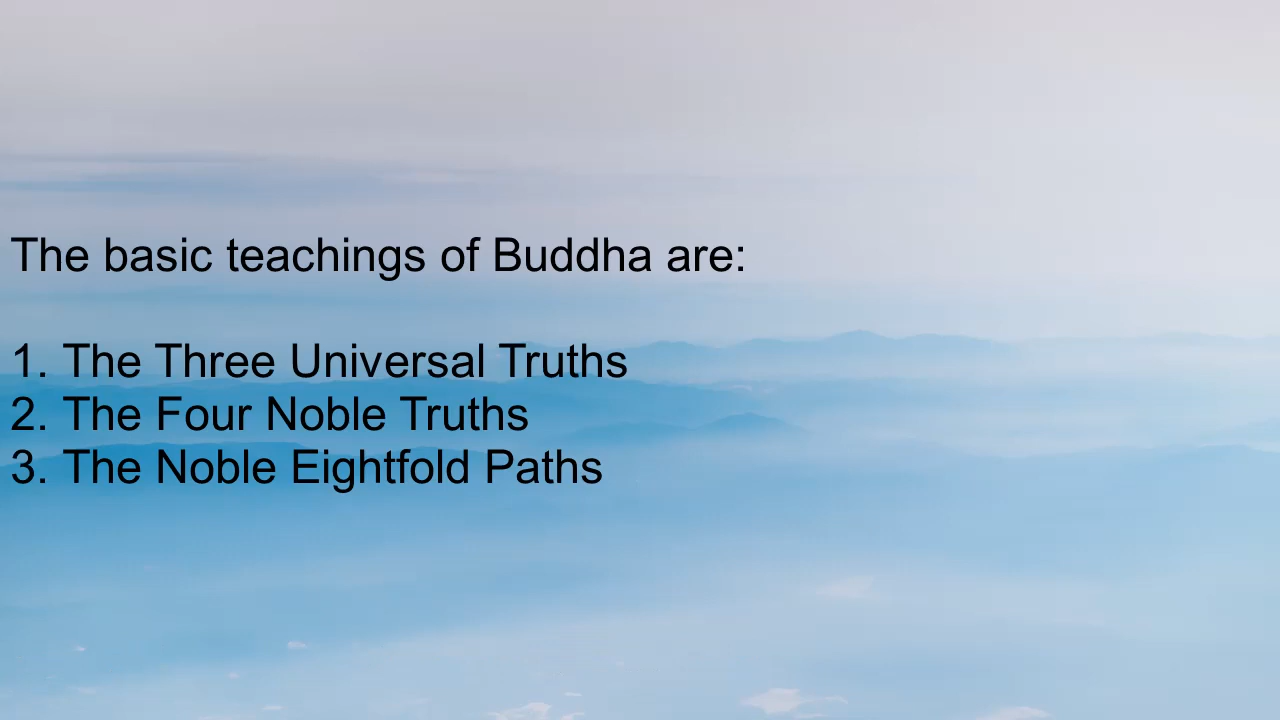 The basic teachings of Buddha are:
1. The Three Universal Truths
2. The Four Noble Truths
3. The Noble Eightfold Paths